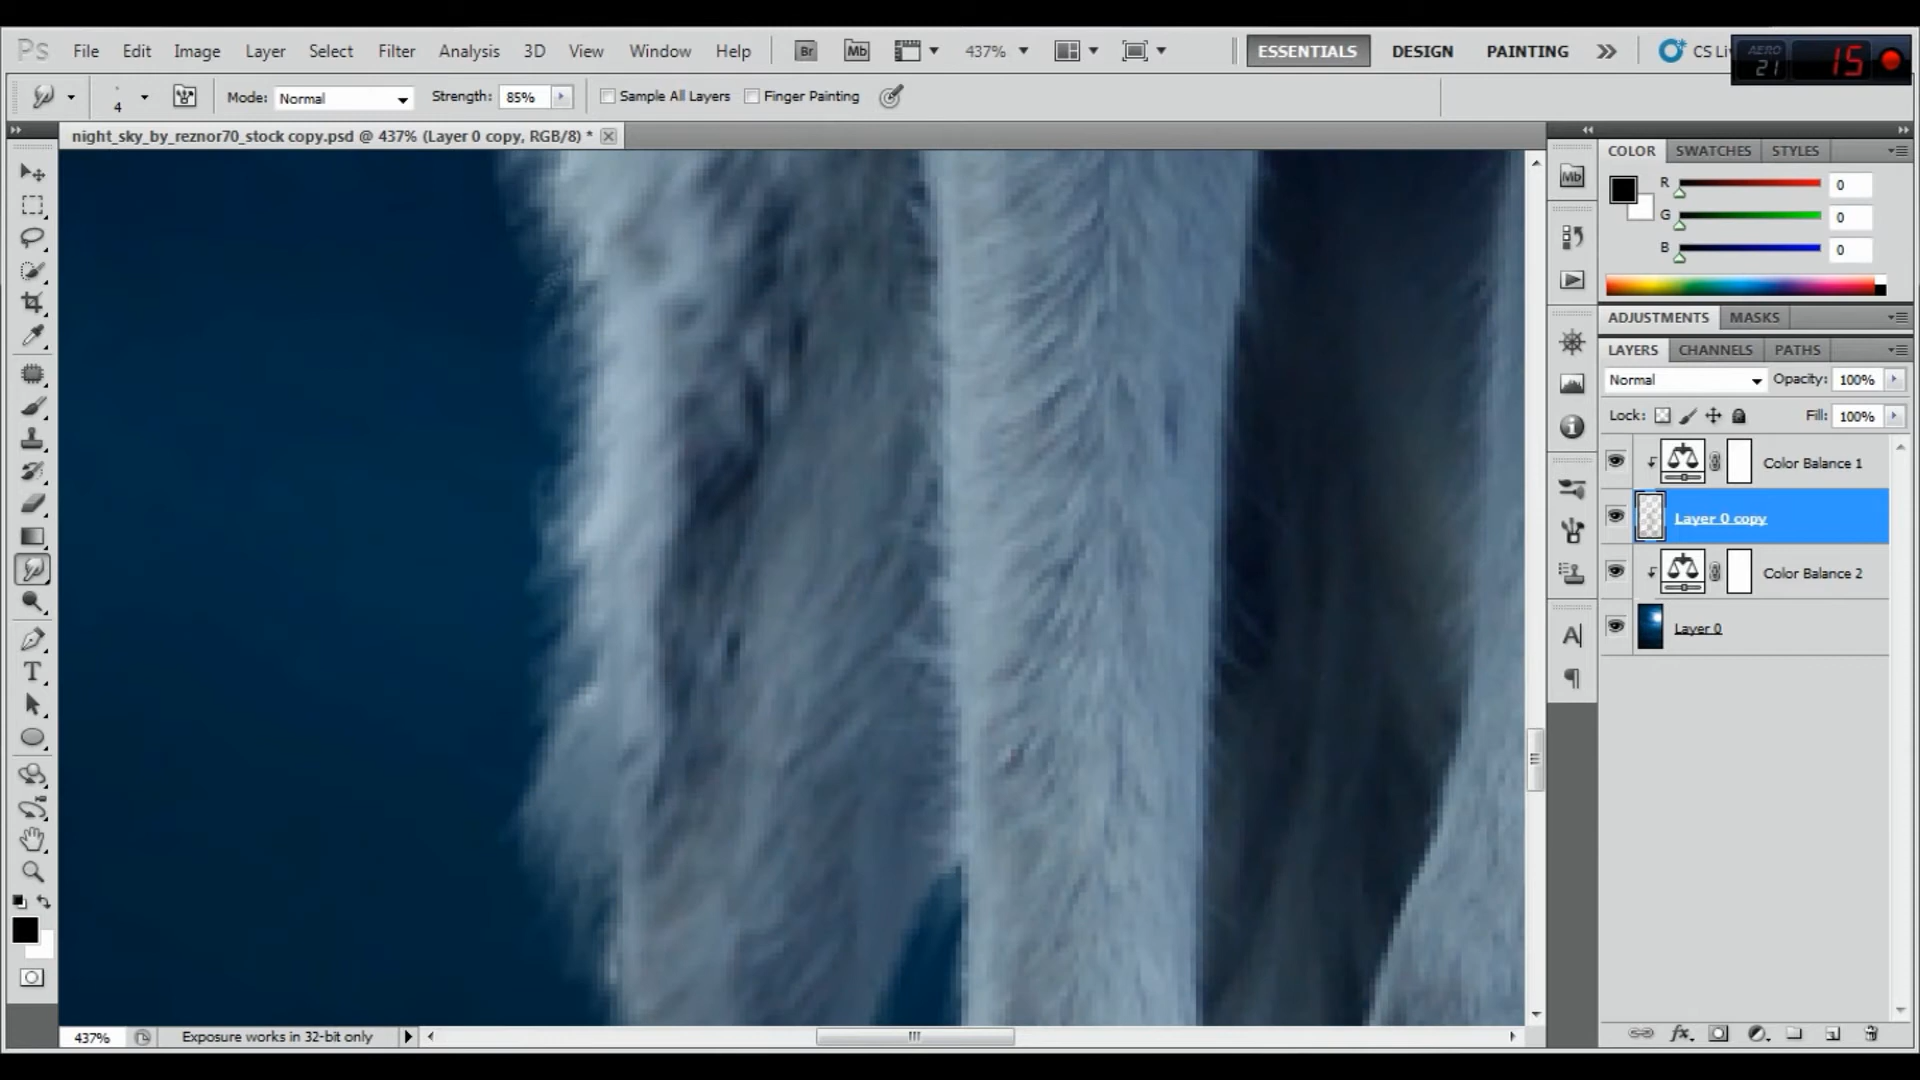 Ps File Edit Image Layer Select Filter Analysis 3D View Window Help Br Mb 437% ESSENTIALS DESIGN PAINTING CS Li AERO 21 15
4 Mode: Normal Strength: 85% Sample All Layers Finger Painting
night_sky_by_reznor70_stock copy.psd @ 437% (Layer 0 copy, RGB/8) *
COLOR SWATCHES STYLES
Mb
R 0
G 0
B 0
ADJUSTMENTS MASKS
LAYERS CHANNELS PATHS
Normal Opacity: 100%
Lock: Fill: 100%
Color Balance 1
Layer 0 copy
Color Balance 2
Layer 0
A
T
437% Exposure works in 32-bit only
fx